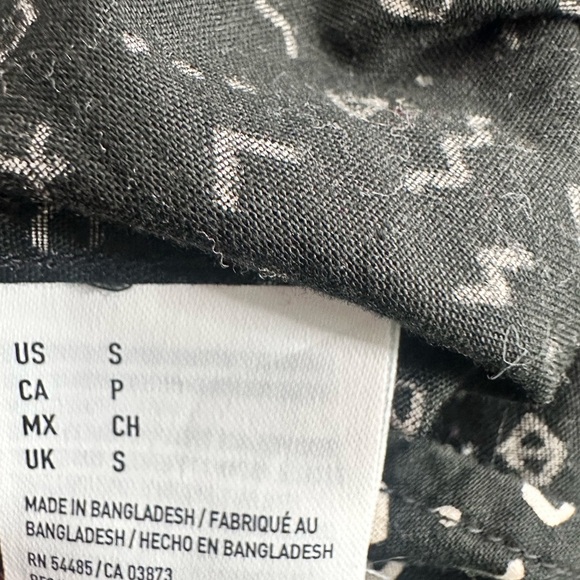 US S
CA P
MX CH
UK S
MADE IN BANGLADESH / FABRIQUÉ AU
BANGLADESH / HECHO EN BANGLADESH
RN 54485 / CA 03873